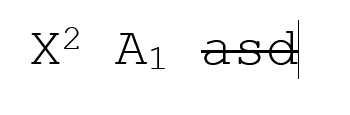 X² A₁ asd